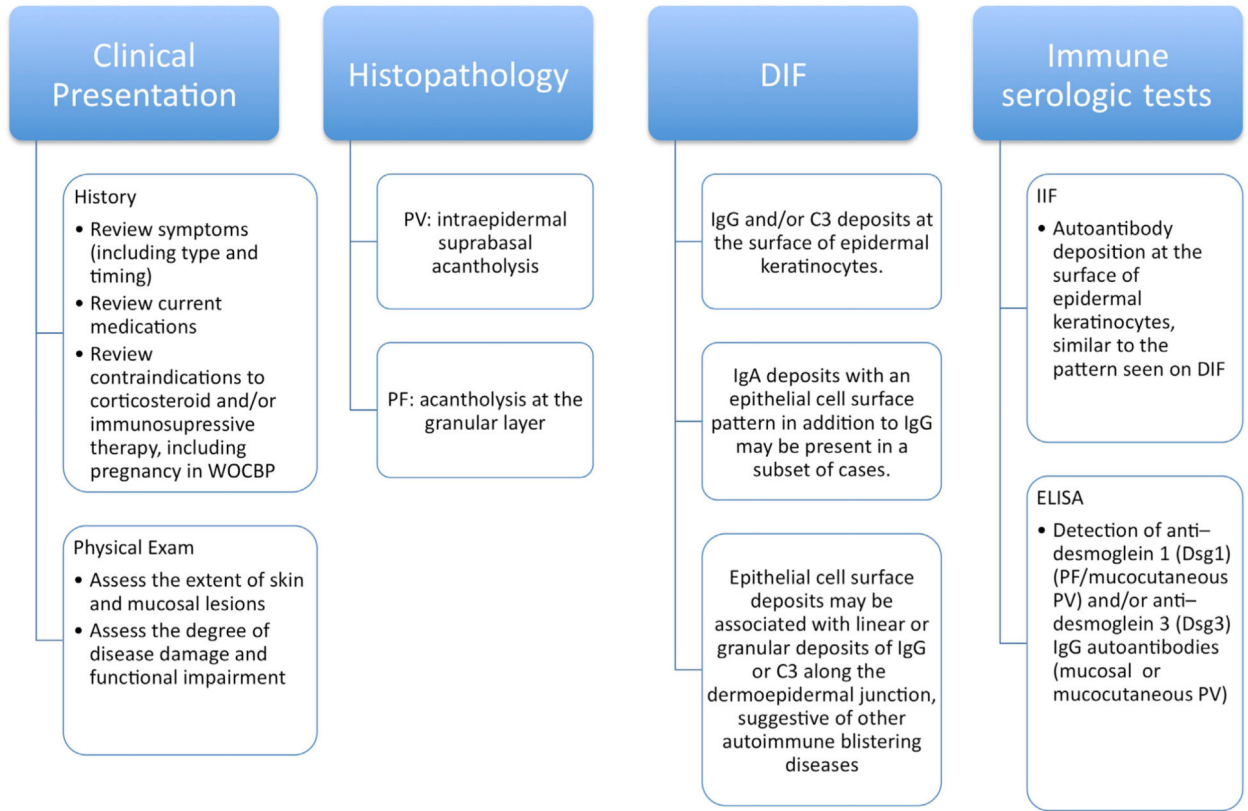 Clinical
Presentation
History
• Review symptoms
(including type and
timing)
• Review current
medications
• Review
contraindications to
corticosteroid and/or
immunosupressive
therapy, including
pregnancy in WOCBP
Physical Exam
• Assess the extent of skin
and mucosal lesions
• Assess the degree of
disease damage and
functional impairment
Histopathology
PV: intraepidermal
suprabasal
acantholysis
PF: acantholysis at the
granular layer
DIF
IgG and/or C3 deposits at
the surface of epidermal
keratinocytes.
IgA deposits with an
epithelial cell surface
pattern in addition to IgG
may be present in a
subset of cases.
Epithelial cell surface
deposits may be
associated with linear or
granular deposits of IgG
or C3 along the
dermoepidermal junction,
suggestive of other
autoimmune blistering
diseases
Immune
serologic tests
IIF
• Autoantibody
deposition at the
surface of
epidermal
keratinocytes,
similar to the
pattern seen on DIF
ELISA
• Detection of anti–
desmoglein 1 (Dsg1)
(PF/mucocutaneous
PV) and/or anti–
desmoglein 3 (Dsg3)
IgG autoantibodies
(mucosal or
mucocutaneous PV)